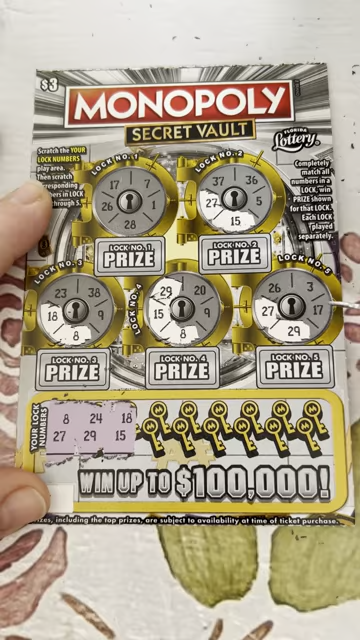 $3
MONOPOLY
SECRET VAULT
FLORIDA
Lottery
Scratch the YOUR
LOCK NUMBERS
play area.
Then scratch
responding
bers in LOCK
through 5.
Completely
match all
numbers in a
LOCK, win
PRIZE shown
for that LOCK.
Each LOCK
played
separately.
LOCK NO. 1
17 1
26 28
LOCK NO. 1
PRIZE
LOCK NO. 2
37 36 5
27 15
LOCK NO. 2
PRIZE
LOCK NO. 3
23 38
18 9
8
LOCK NO. 3
PRIZE
LOCK NO. 4
29 20
15 9
8
LOCK NO. 4
PRIZE
LOCK NO. 5
26 3
27 17
29
LOCK NO. 5
PRIZE
YOUR LOCK
NUMBERS
8 24 18
27 29 15
WIN UP TO $100,000!
izes, including the top prizes, are subject to availability at time of ticket purchase.